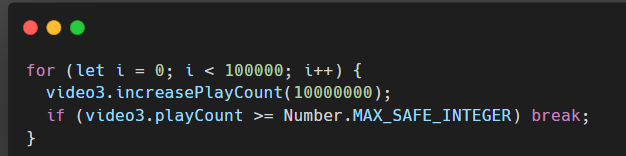 for (let i = 0; i < 100000; i++) {
  video3.increasePlayCount(10000000);
  if (video3.playCount >= Number.MAX_SAFE_INTEGER) break;
}